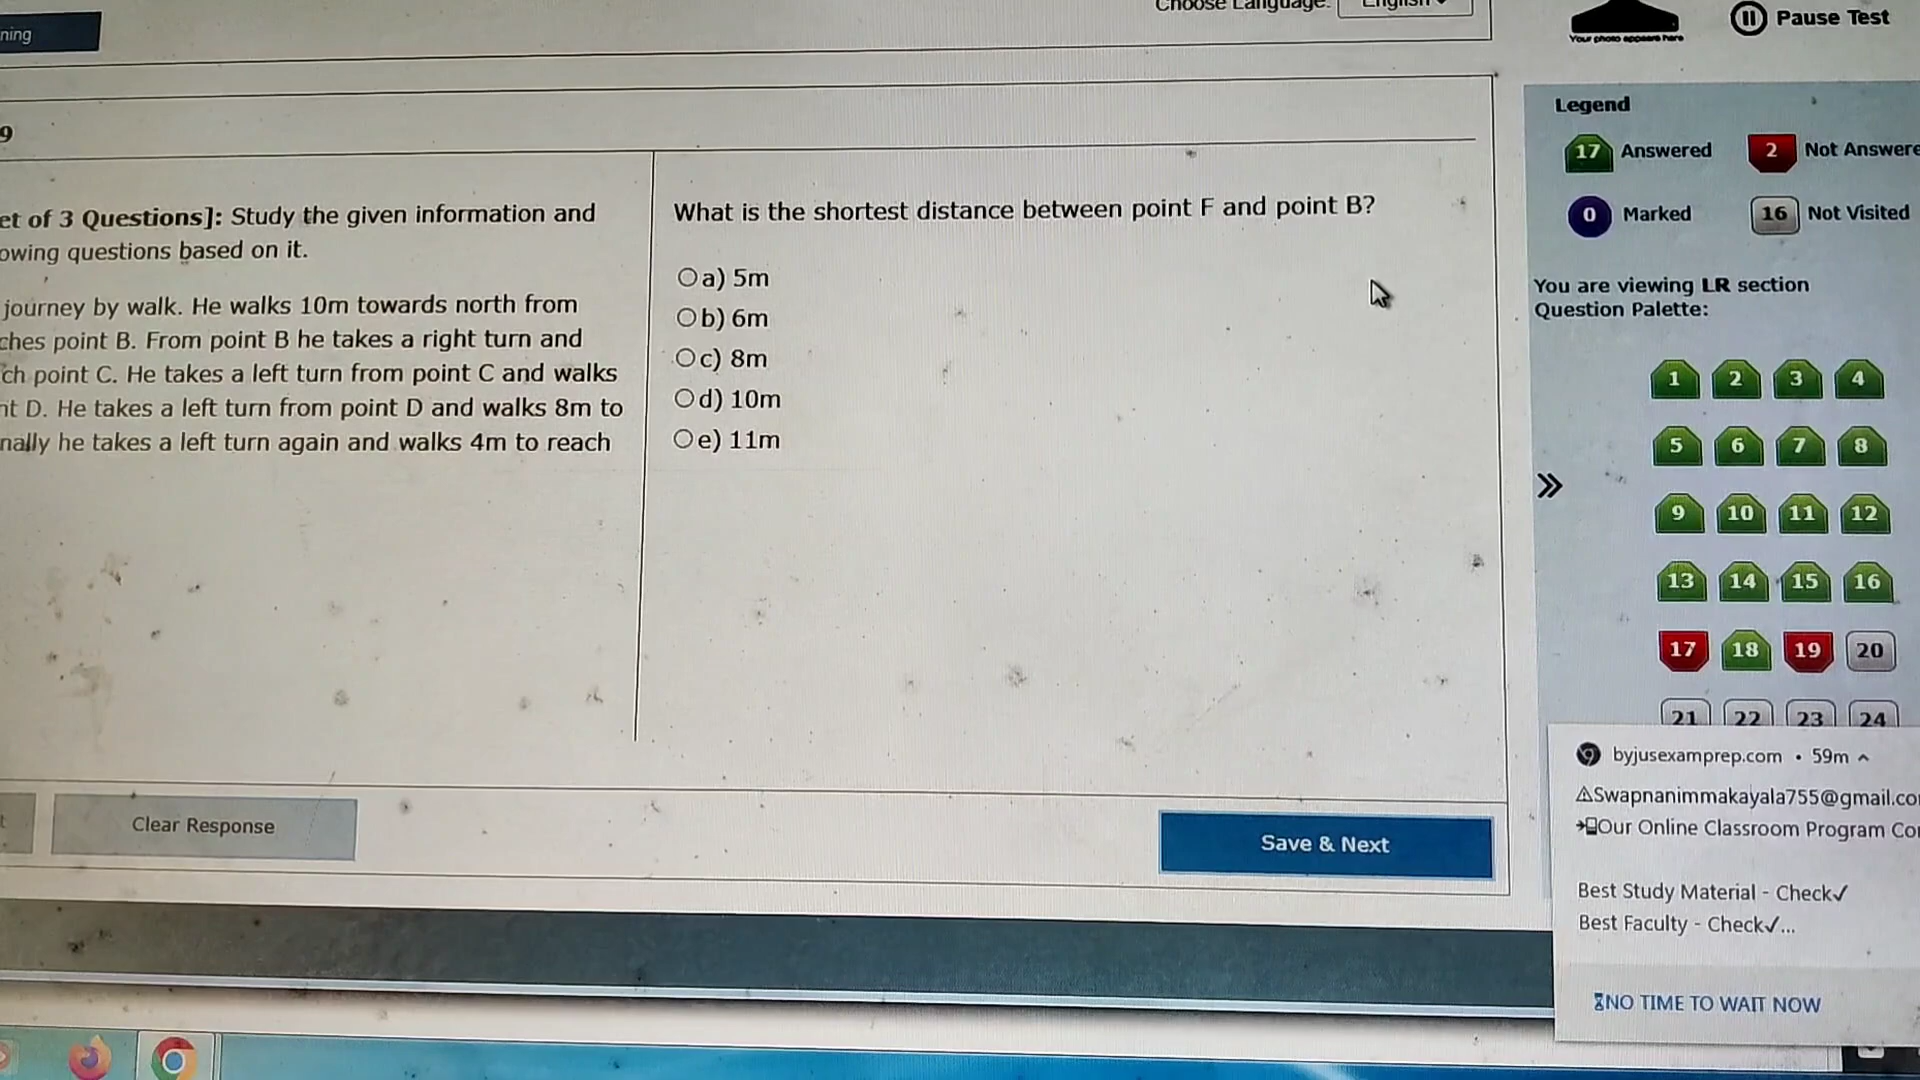 Choose Language: English
ning
Your photo appears here
Pause Test
9
Legend
17 Answered 2 Not Answere
0 Marked 16 Not Visited
et of 3 Questions]: Study the given information and
owing questions based on it.
journey by walk. He walks 10m towards north from
ches point B. From point B he takes a right turn and
ch point C. He takes a left turn from point C and walks
nt D. He takes a left turn from point D and walks 8m to
nally he takes a left turn again and walks 4m to reach
What is the shortest distance between point F and point B?
a) 5m
b) 6m
c) 8m
d) 10m
e) 11m
You are viewing LR section
Question Palette:
1 2 3 4
5 6 7 8
9 10 11 12
13 14 15 16
17 18 19 20
21 22 23 24
t
Clear Response
Save & Next
byjusexamprep.com • 59m
⚠Swapnanimmakayala755@gmail.co
Our Online Classroom Program Co
Best Study Material - Check✓
Best Faculty - Check✓...
⌛NO TIME TO WAIT NOW